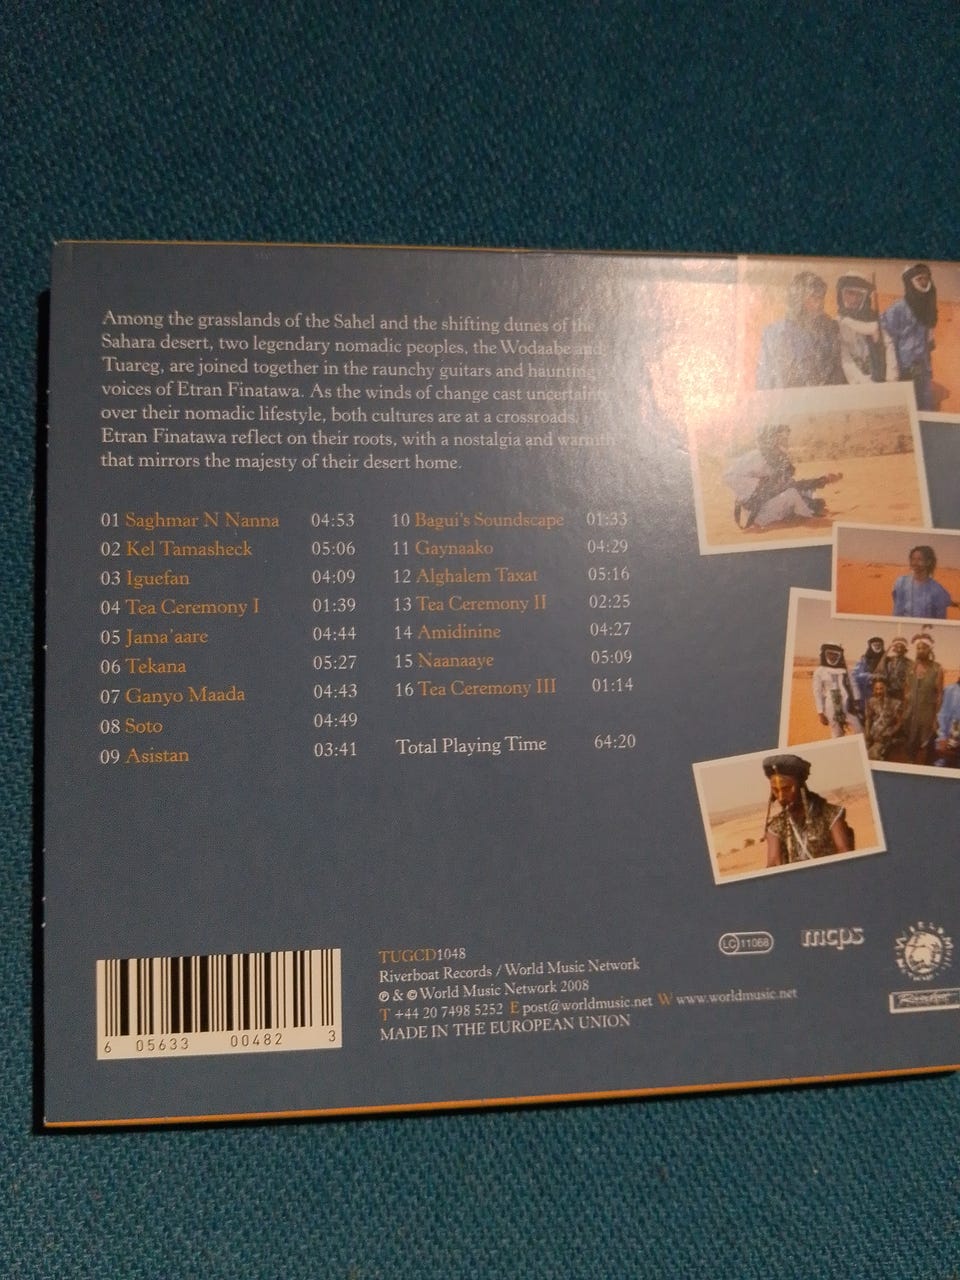 Among the grasslands of the Sahel and the shifting dunes of the
Sahara desert, two legendary nomadic peoples, the Wodaabe and
Tuareg, are joined together in the raunchy guitars and haunting
voices of Etran Finatawa. As the winds of change cast uncertainty
over their nomadic lifestyle, both cultures are at a crossroads.
Etran Finatawa reflect on their roots, with a nostalgia and warmth
that mirrors the majesty of their desert home.
01 Saghmar N Nanna 04:53
02 Kel Tamasheck 05:06
03 Iguefan 04:09
04 Tea Ceremony I 01:39
05 Jama'aare 04:44
06 Tekana 05:27
07 Ganyo Maada 04:43
08 Soto 04:49
09 Asistan 03:41
10 Bagui's Soundscape 01:33
11 Gaynaako 04:29
12 Alghalem Taxat 05:16
13 Tea Ceremony II 02:25
14 Amidinine 04:27
15 Naanaaye 05:09
16 Tea Ceremony III 01:14
Total Playing Time 64:20
6 05633 00482 3
TUGCD1048
Riverboat Records / World Music Network
℗ & © World Music Network 2008
T +44 20 7498 5252 E post@worldmusic.net W www.worldmusic.net
MADE IN THE EUROPEAN UNION
LC 11068
mcps